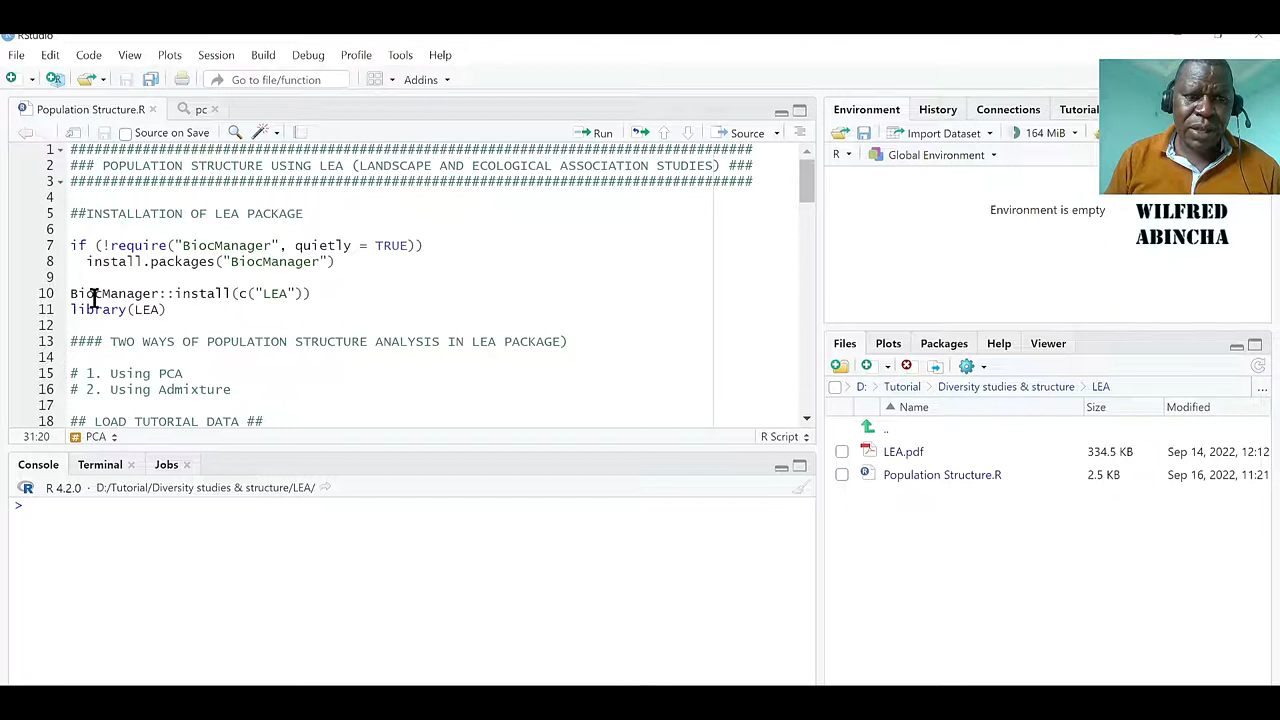 RStudio
File Edit Code View Plots Session Build Debug Profile Tools Help
Go to file/function Addins
Population Structure.R pc
Source on Save Run Source
1 ##########################################################################################
2 ### POPULATION STRUCTURE USING LEA (LANDSCAPE AND ECOLOGICAL ASSOCIATION STUDIES) ###
3 ##########################################################################################
4
5 ##INSTALLATION OF LEA PACKAGE
6
7 if (!require("BiocManager", quietly = TRUE))
8 install.packages("BiocManager")
9
10 BiocManager::install(c("LEA"))
11 library(LEA)
12
13 #### TWO WAYS OF POPULATION STRUCTURE ANALYSIS IN LEA PACKAGE)
14
15 # 1. Using PCA
16 # 2. Using Admixture
17
18 ## LOAD TUTORIAL DATA ##
31:20 PCA R Script
Console Terminal Jobs
R 4.2.0 · D:/Tutorial/Diversity studies & structure/LEA/
>
Environment History Connections Tutorial
Import Dataset 164 MiB
R Global Environment
Environment is empty
WILFRED
ABINCHA
Files Plots Packages Help Viewer
D: Tutorial Diversity studies & structure LEA ...
Name Size Modified
..
LEA.pdf 334.5 KB Sep 14, 2022, 12:12
Population Structure.R 2.5 KB Sep 16, 2022, 11:21